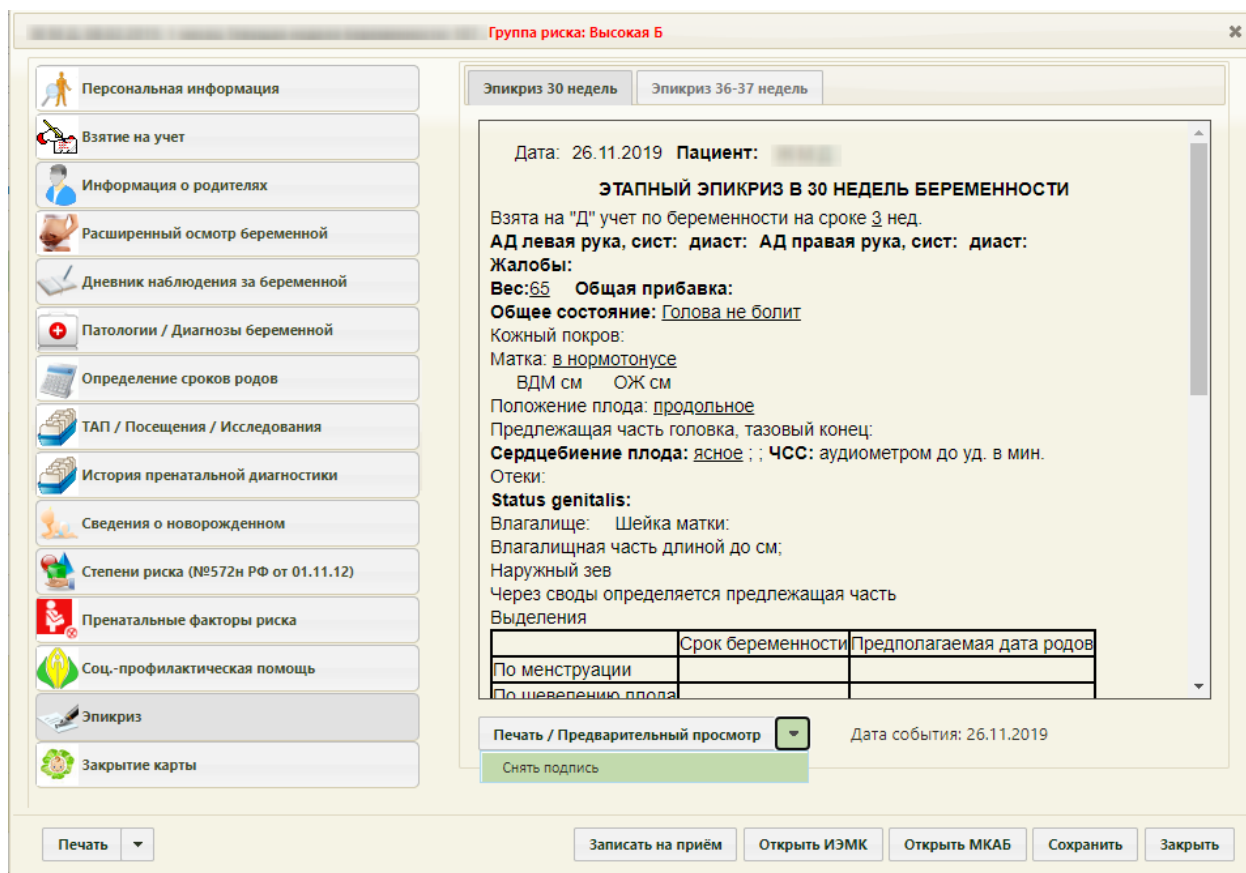 Группа риска: Высокая Б
Персональная информация
Взятие на учет
Информация о родителях
Расширенный осмотр беременной
Дневник наблюдения за беременной
Патологии / Диагнозы беременной
Определение сроков родов
ТАП / Посещения / Исследования
История пренатальной диагностики
Сведения о новорожденном
Степени риска (№572н РФ от 01.11.12)
Пренатальные факторы риска
Соц.-профилактическая помощь
Эпикриз
Закрытие карты
Эпикриз 30 недель Эпикриз 36-37 недель
Дата: 26.11.2019 Пациент:
ЭТАПНЫЙ ЭПИКРИЗ В 30 НЕДЕЛЬ БЕРЕМЕННОСТИ
Взята на "Д" учет по беременности на сроке 3 нед.
АД левая рука, сист: диаст: АД правая рука, сист: диаст:
Жалобы:
Вес:65 Общая прибавка:
Общее состояние: Голова не болит
Кожный покров:
Матка: в нормотонусе
ВДМ см ОЖ см
Положение плода: продольное
Предлежащая часть головка, тазовый конец:
Сердцебиение плода: ясное ; ; ЧСС: аудиометром до уд. в мин.
Отеки:
Status genitalis:
Влагалище: Шейка матки:
Влагалищная часть длиной до см;
Наружный зев
Через своды определяется предлежащая часть
Выделения
Срок беременности Предполагаемая дата родов
По менструации
По шевелению плода
Печать / Предварительный просмотр Дата события: 26.11.2019
Снять подпись
Печать Записать на приём Открыть ИЭМК Открыть МКАБ Сохранить Закрыть